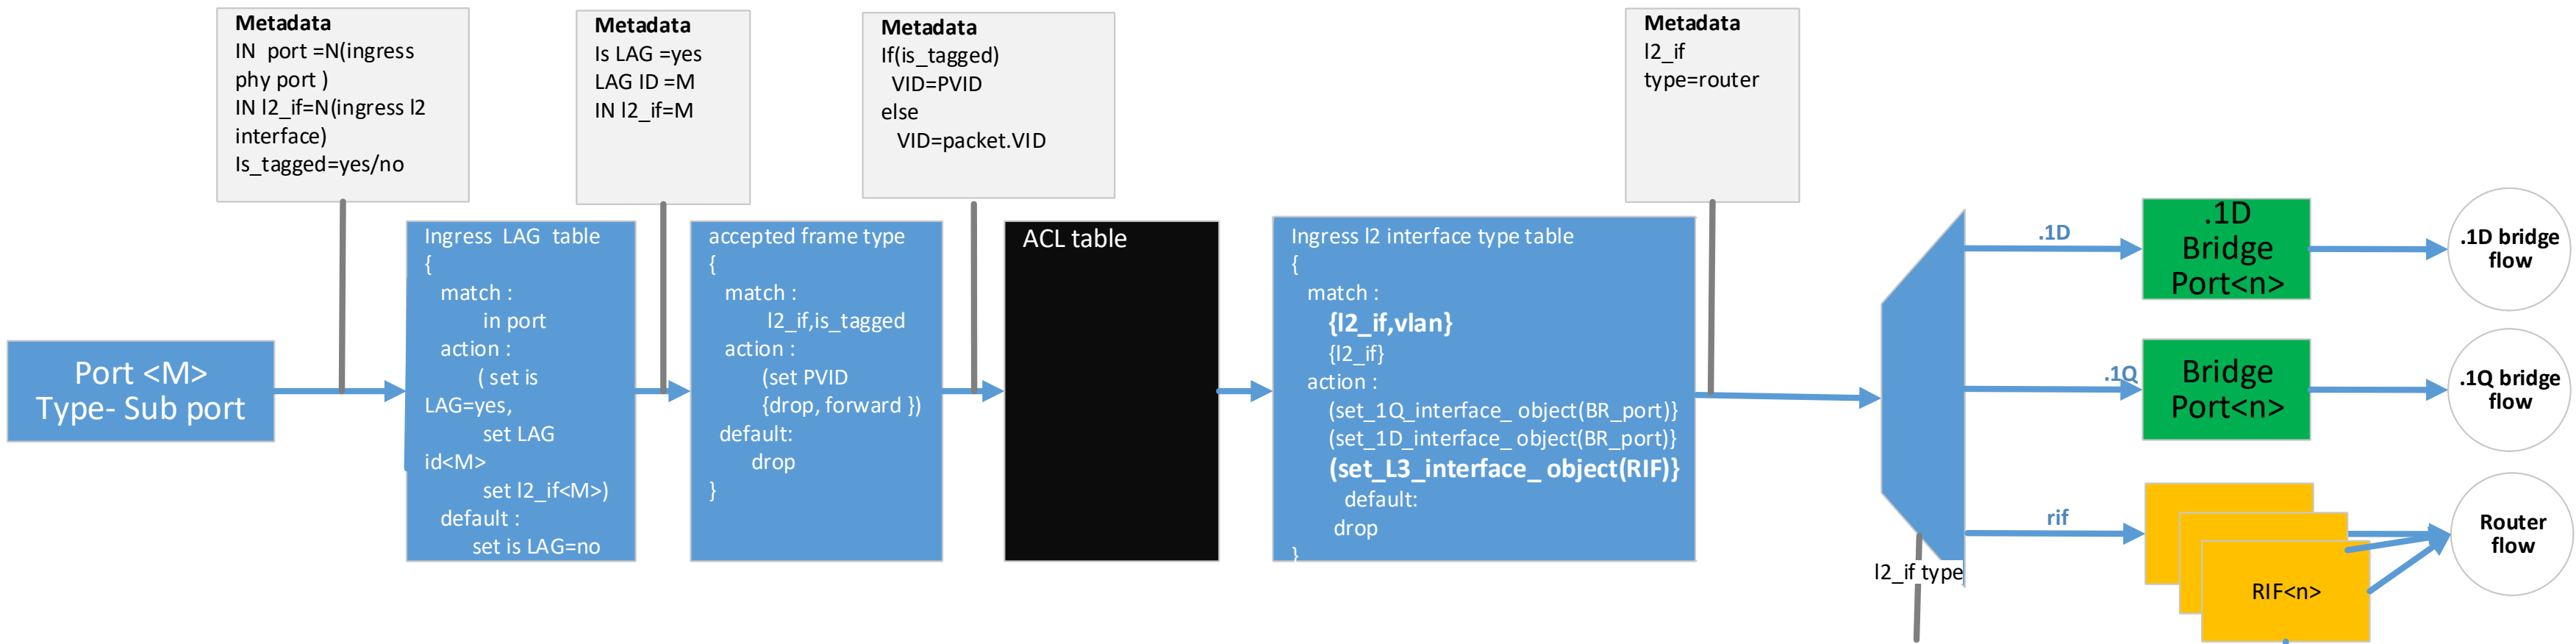 Metadata
IN port =N(ingress
phy port )
IN l2_if=N(ingress l2
interface)
Is_tagged=yes/no
Metadata
Is LAG =yes
LAG ID =M
IN l2_if=M
Metadata
If(is_tagged)
VID=PVID
else
VID=packet.VID
Metadata
l2_if
type=router
Port <M>
Type- Sub port
Ingress LAG table
{
match :
in port
action :
( set is
LAG=yes,
set LAG
id<M>
set l2_if<M>)
default :
set is LAG=no
accepted frame type
{
match :
l2_if,is_tagged
action :
(set PVID
{drop, forward })
default:
drop
}
ACL table
Ingress l2 interface type table
{
match :
{l2_if,vlan}
{l2_if}
action :
(set_1Q_interface_ object(BR_port)}
(set_1D_interface_ object(BR_port)}
(set_L3_interface_ object(RIF)}
default:
drop
}
l2_if type
.1D
.1D
Bridge
Port<n>
.1D bridge
flow
.1Q
Bridge
Port<n>
.1Q bridge
flow
rif
RIF<n>
Router
flow